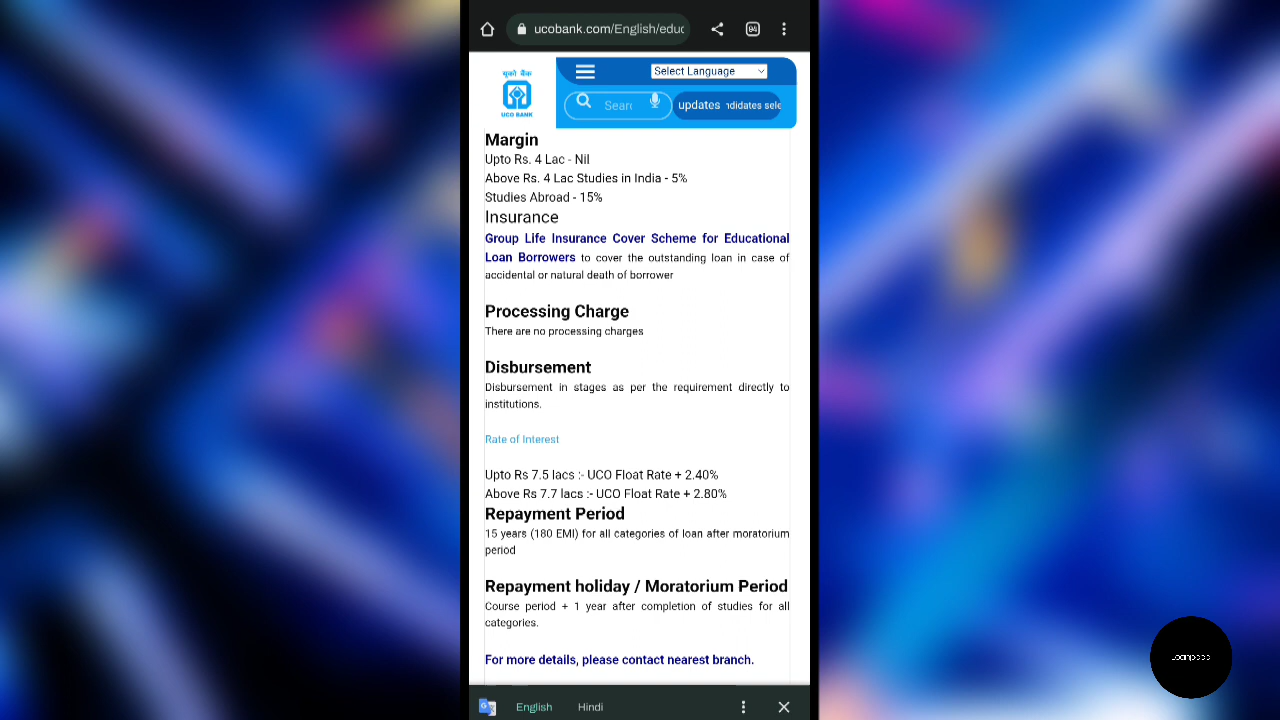 ucobank.com/English/educ
94
यूको बैंक
UCO BANK
Select Language
Searc
updates
ndidates sele
Margin
Upto Rs. 4 Lac - Nil
Above Rs. 4 Lac Studies in India - 5%
Studies Abroad - 15%
Insurance
Group Life Insurance Cover Scheme for Educational
Loan Borrowers to cover the outstanding loan in case of
accidental or natural death of borrower
Processing Charge
There are no processing charges
Disbursement
Disbursement in stages as per the requirement directly to
institutions.
Rate of Interest
Upto Rs 7.5 lacs :- UCO Float Rate + 2.40%
Above Rs 7.7 lacs :- UCO Float Rate + 2.80%
Repayment Period
15 years (180 EMI) for all categories of loan after moratorium
period
Repayment holiday / Moratorium Period
Course period + 1 year after completion of studies for all
categories.
For more details, please contact nearest branch.
English
Hindi